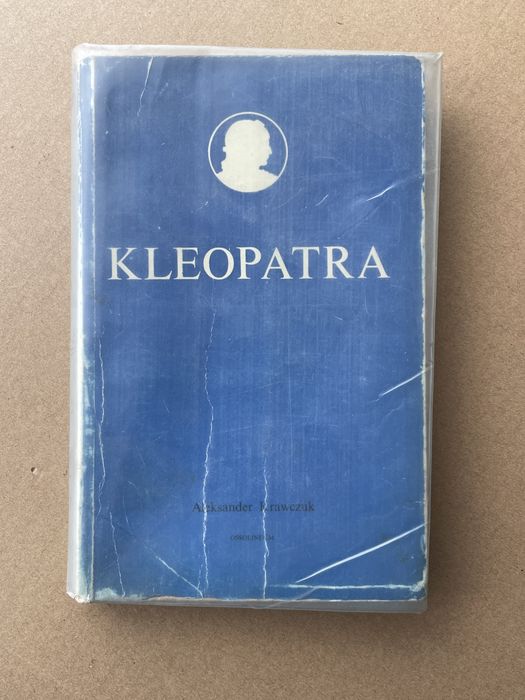 KLEOPATRA
Aleksander Krawczuk
OSSOLINEUM